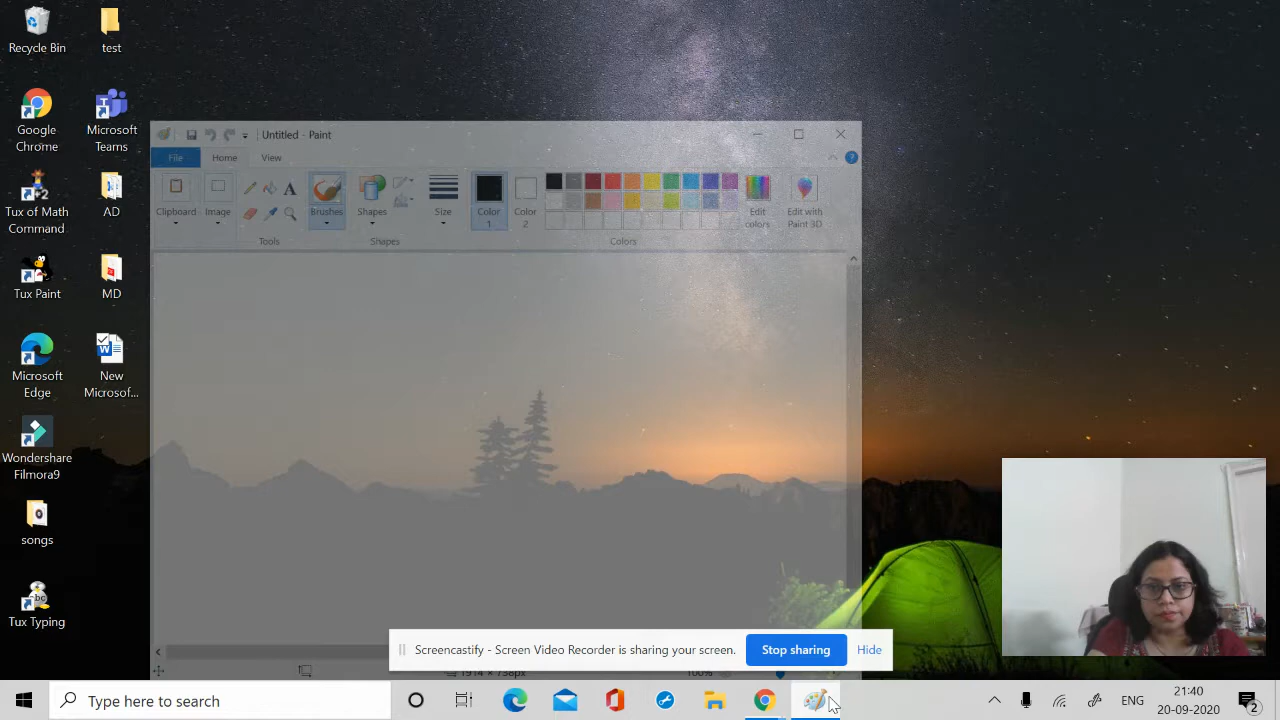 Recycle Bin
test
Google Chrome
Microsoft Teams
Tux of Math Command
AD
Tux Paint
MD
Microsoft Edge
New Microsof...
Wondershare Filmora9
songs
Tux Typing
Untitled - Paint
File
Home
View
Clipboard
Image
Tools
Brushes
Shapes
Shapes
Size
Color 1
Color 2
Colors
Edit colors
Edit with Paint 3D
100%
Screencastify - Screen Video Recorder is sharing your screen.
Stop sharing
Hide
Type here to search
ENG
21:40
20-09-2020
2